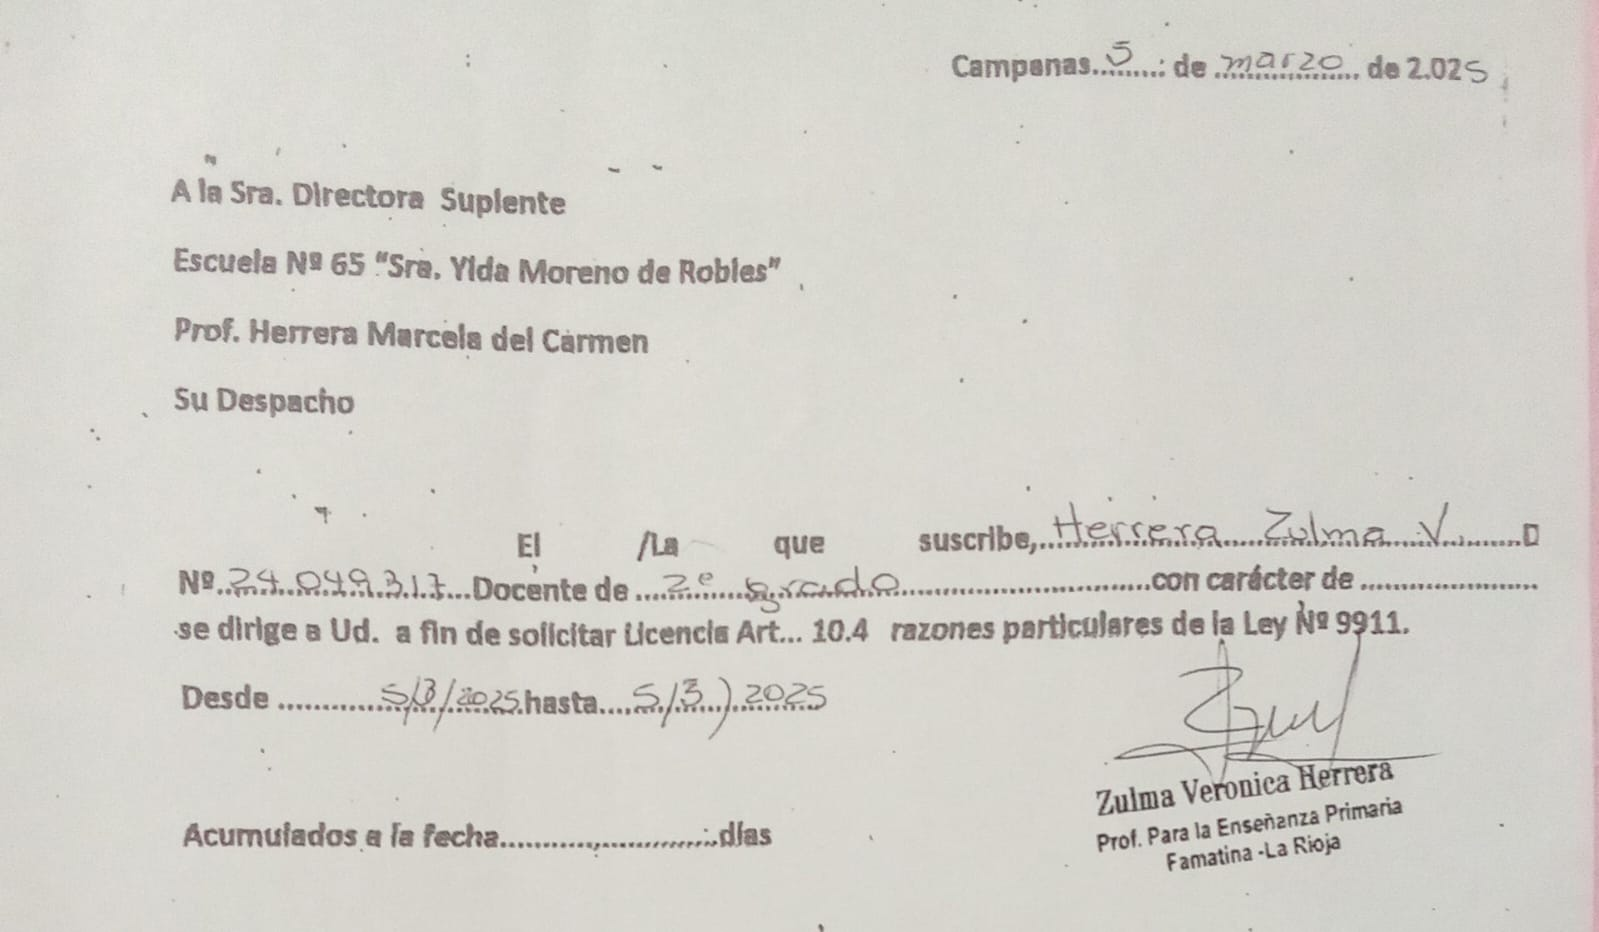 Campanas...5...: de ...marzo... de 2.025
A la Sra. Directora Suplente
Escuela Nº 65 "Sra. Ylda Moreno de Robles"
Prof. Herrera Marcela del Carmen
Su Despacho
El /La que suscribe,...Herrera...Zulma...V.........D
Nº..24.049.317...Docente de ....2º....grado...............................con carácter de ......................
se dirige a Ud. a fin de solicitar Licencia Art... 10.4 razones particulares de la Ley Nº 9911.
Desde ............5/3/2025.hasta....5/3/2025
Acumulados a la fecha..........................días
Zulma Veronica Herrera
Prof. Para la Enseñanza Primaria
Famatina -La Rioja